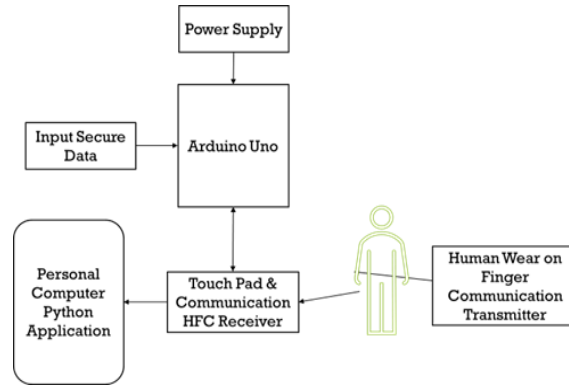 Power Supply
Input Secure
Data
Arduino Uno
Personal
Computer
Python
Application
Touch Pad &
Communication
HFC Receiver
Human Wear on
Finger
Communication
Transmitter